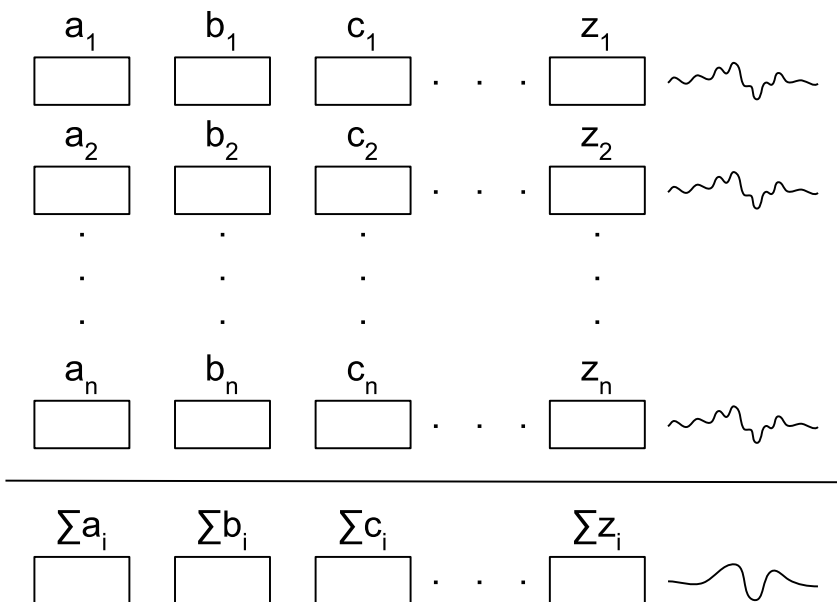 a₁ b₁ c₁ . . . z₁
a₂ b₂ c₂ . . . z₂
. . . .
. . . .
. . . .
aₙ bₙ cₙ . . . zₙ
∑aᵢ ∑bᵢ ∑cᵢ . . . ∑zᵢ